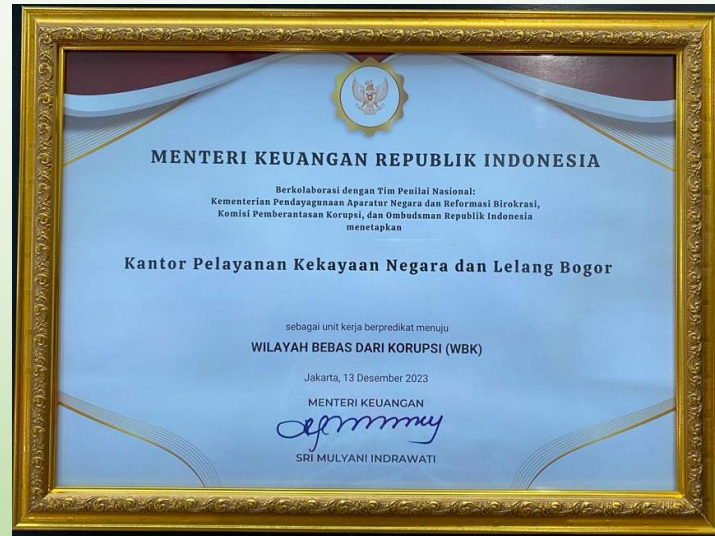 MENTERI KEUANGAN REPUBLIK INDONESIA
Berkolaborasi dengan Tim Penilai Nasional:
Kementerian Pendayagunaan Aparatur Negara dan Reformasi Birokrasi,
Komisi Pemberantasan Korupsi, dan Ombudsman Republik Indonesia
menetapkan
Kantor Pelayanan Kekayaan Negara dan Lelang Bogor
sebagai unit kerja berpredikat menuju
WILAYAH BEBAS DARI KORUPSI (WBK)
Jakarta, 13 Desember 2023
MENTERI KEUANGAN
SRI MULYANI INDRAWATI